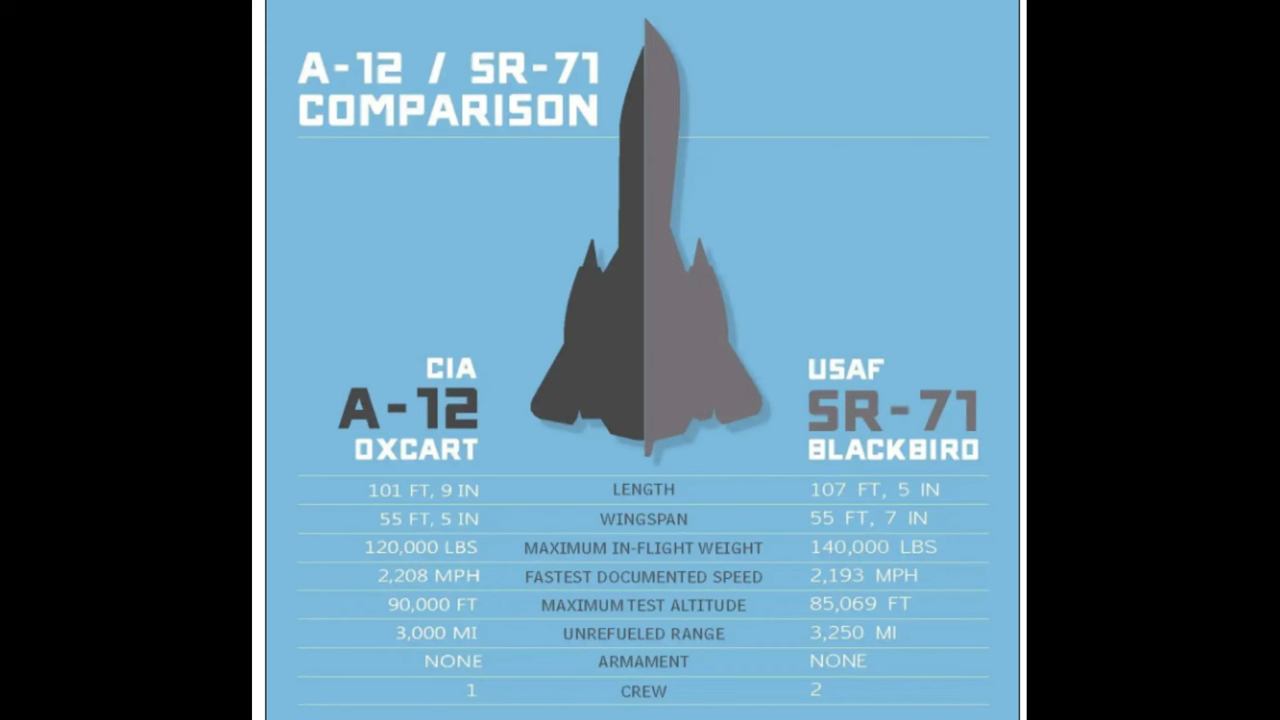 A-12 / SR-71
COMPARISON
CIA
A-12
OXCART
USAF
SR-71
BLACKBIRD
101 FT, 9 IN LENGTH 107 FT, 5 IN
55 FT, 5 IN WINGSPAN 55 FT, 7 IN
120,000 LBS MAXIMUM IN-FLIGHT WEIGHT 140,000 LBS
2,208 MPH FASTEST DOCUMENTED SPEED 2,193 MPH
90,000 FT MAXIMUM TEST ALTITUDE 85,069 FT
3,000 MI UNREFUELED RANGE 3,250 MI
NONE ARMAMENT NONE
1 CREW 2